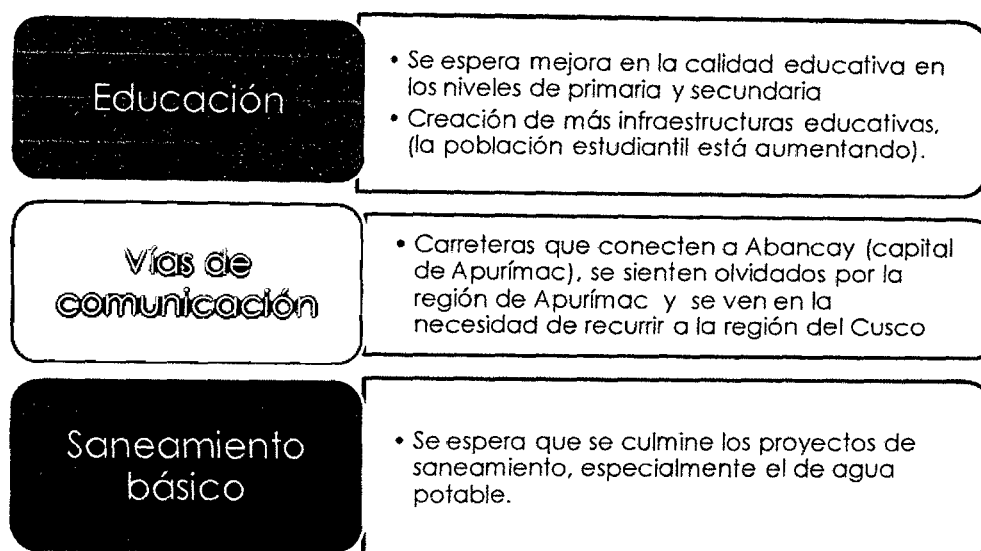 Educación
• Se espera mejora en la calidad educativa en
los niveles de primaria y secundaria
• Creación de más infraestructuras educativas,
(la población estudiantil está aumentando).
Vías de
comunicación
• Carreteras que conecten a Abancay (capital
de Apurímac), se sienten olvidados por la
región de Apurímac y se ven en la
necesidad de recurrir a la región del Cusco
Saneamiento
básico
• Se espera que se culmine los proyectos de
saneamiento, especialmente el de agua
potable.